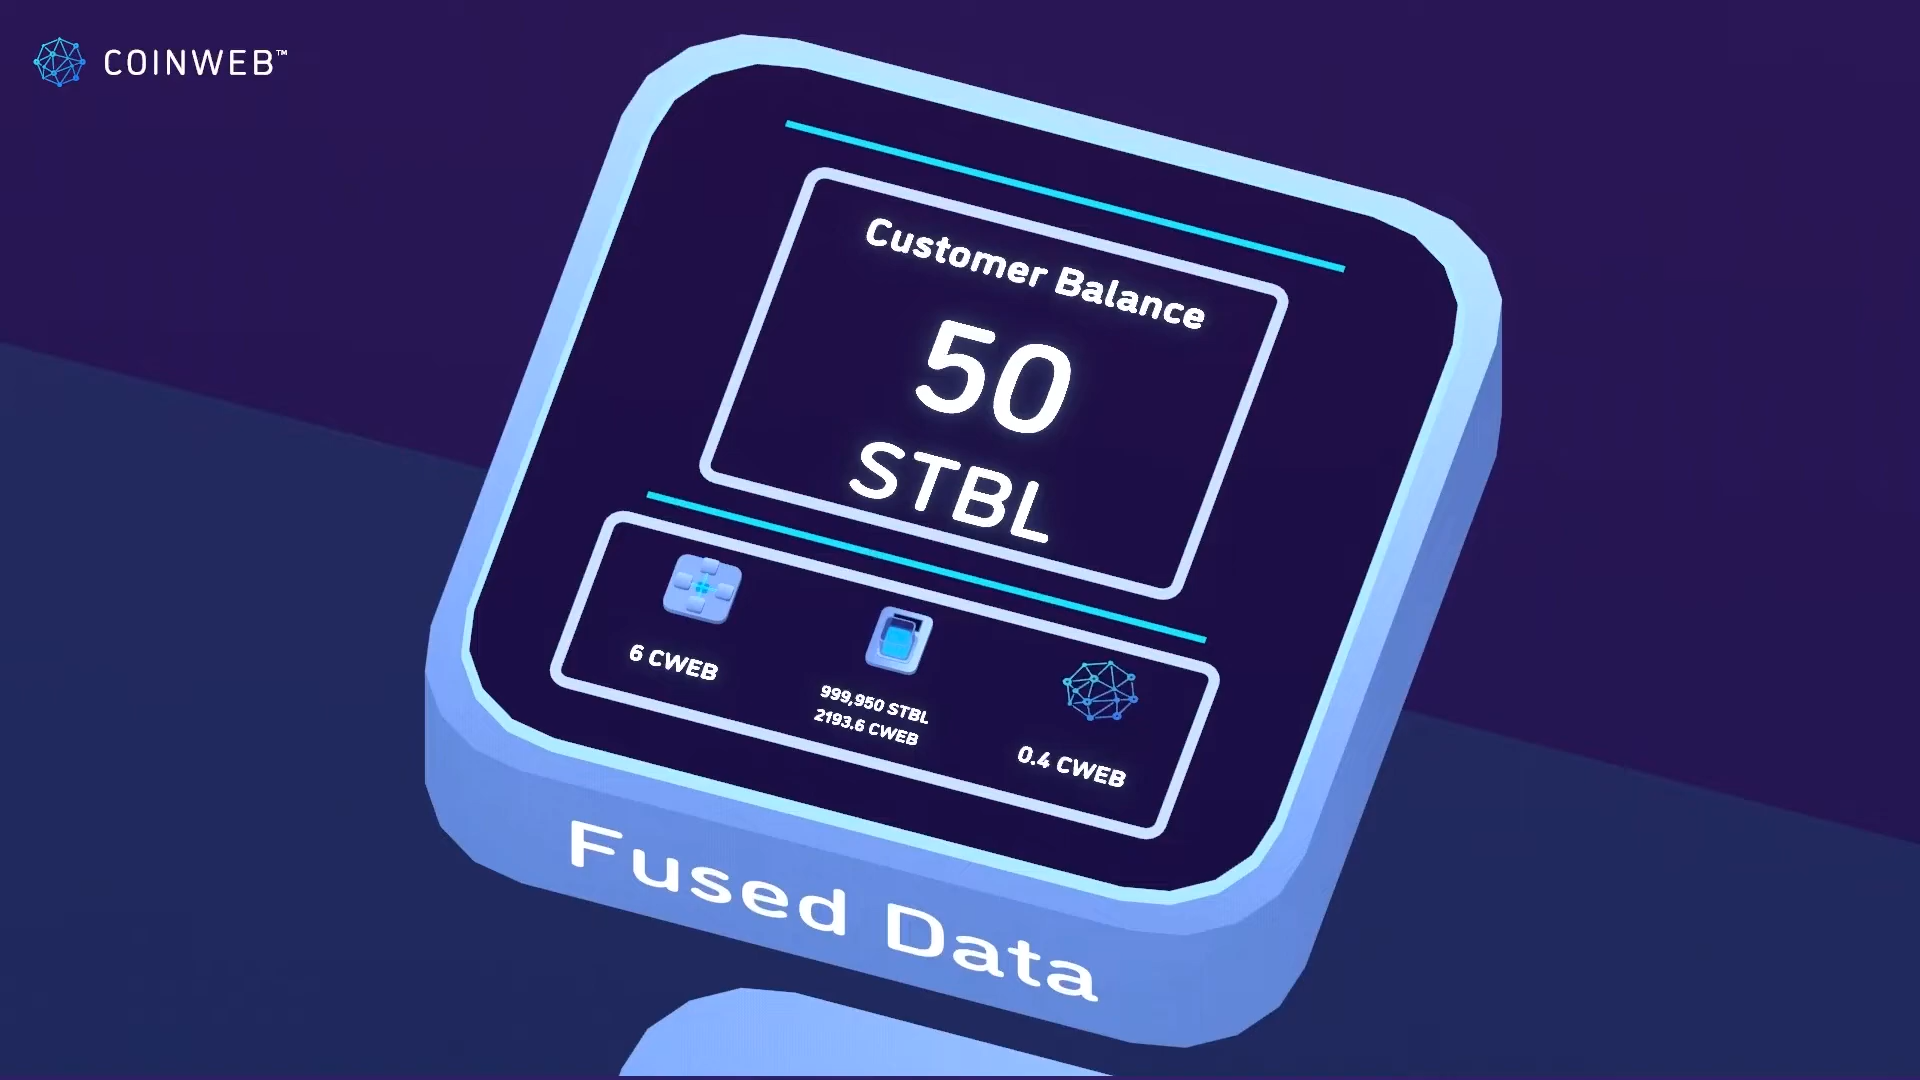 COINWEB™
Customer Balance
50
STBL
6 CWEB
999,950 STBL
2193.6 CWEB
0.4 CWEB
Fused Data